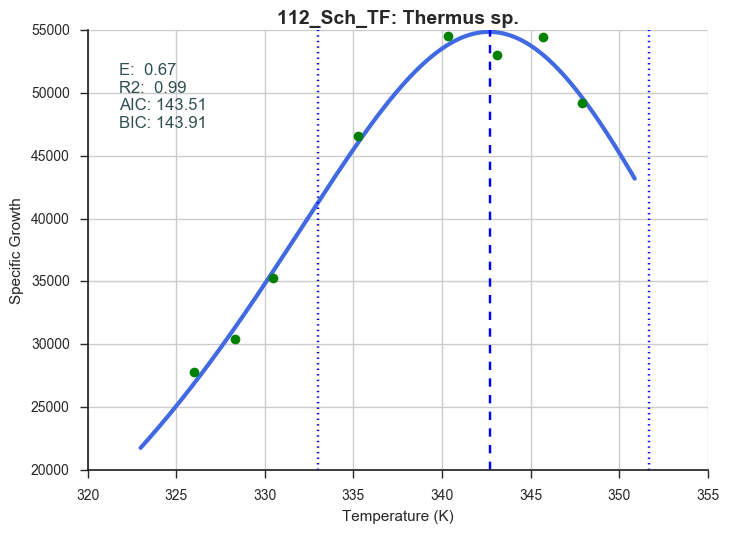 112_Sch_TF: Thermus sp.
55000
E: 0.67
R2: 0.99
AIC: 143.51
BIC: 143.91
50000
45000
40000
35000
30000
25000
20000
Specific Growth
320 325 330 335 340 345 350 355
Temperature (K)